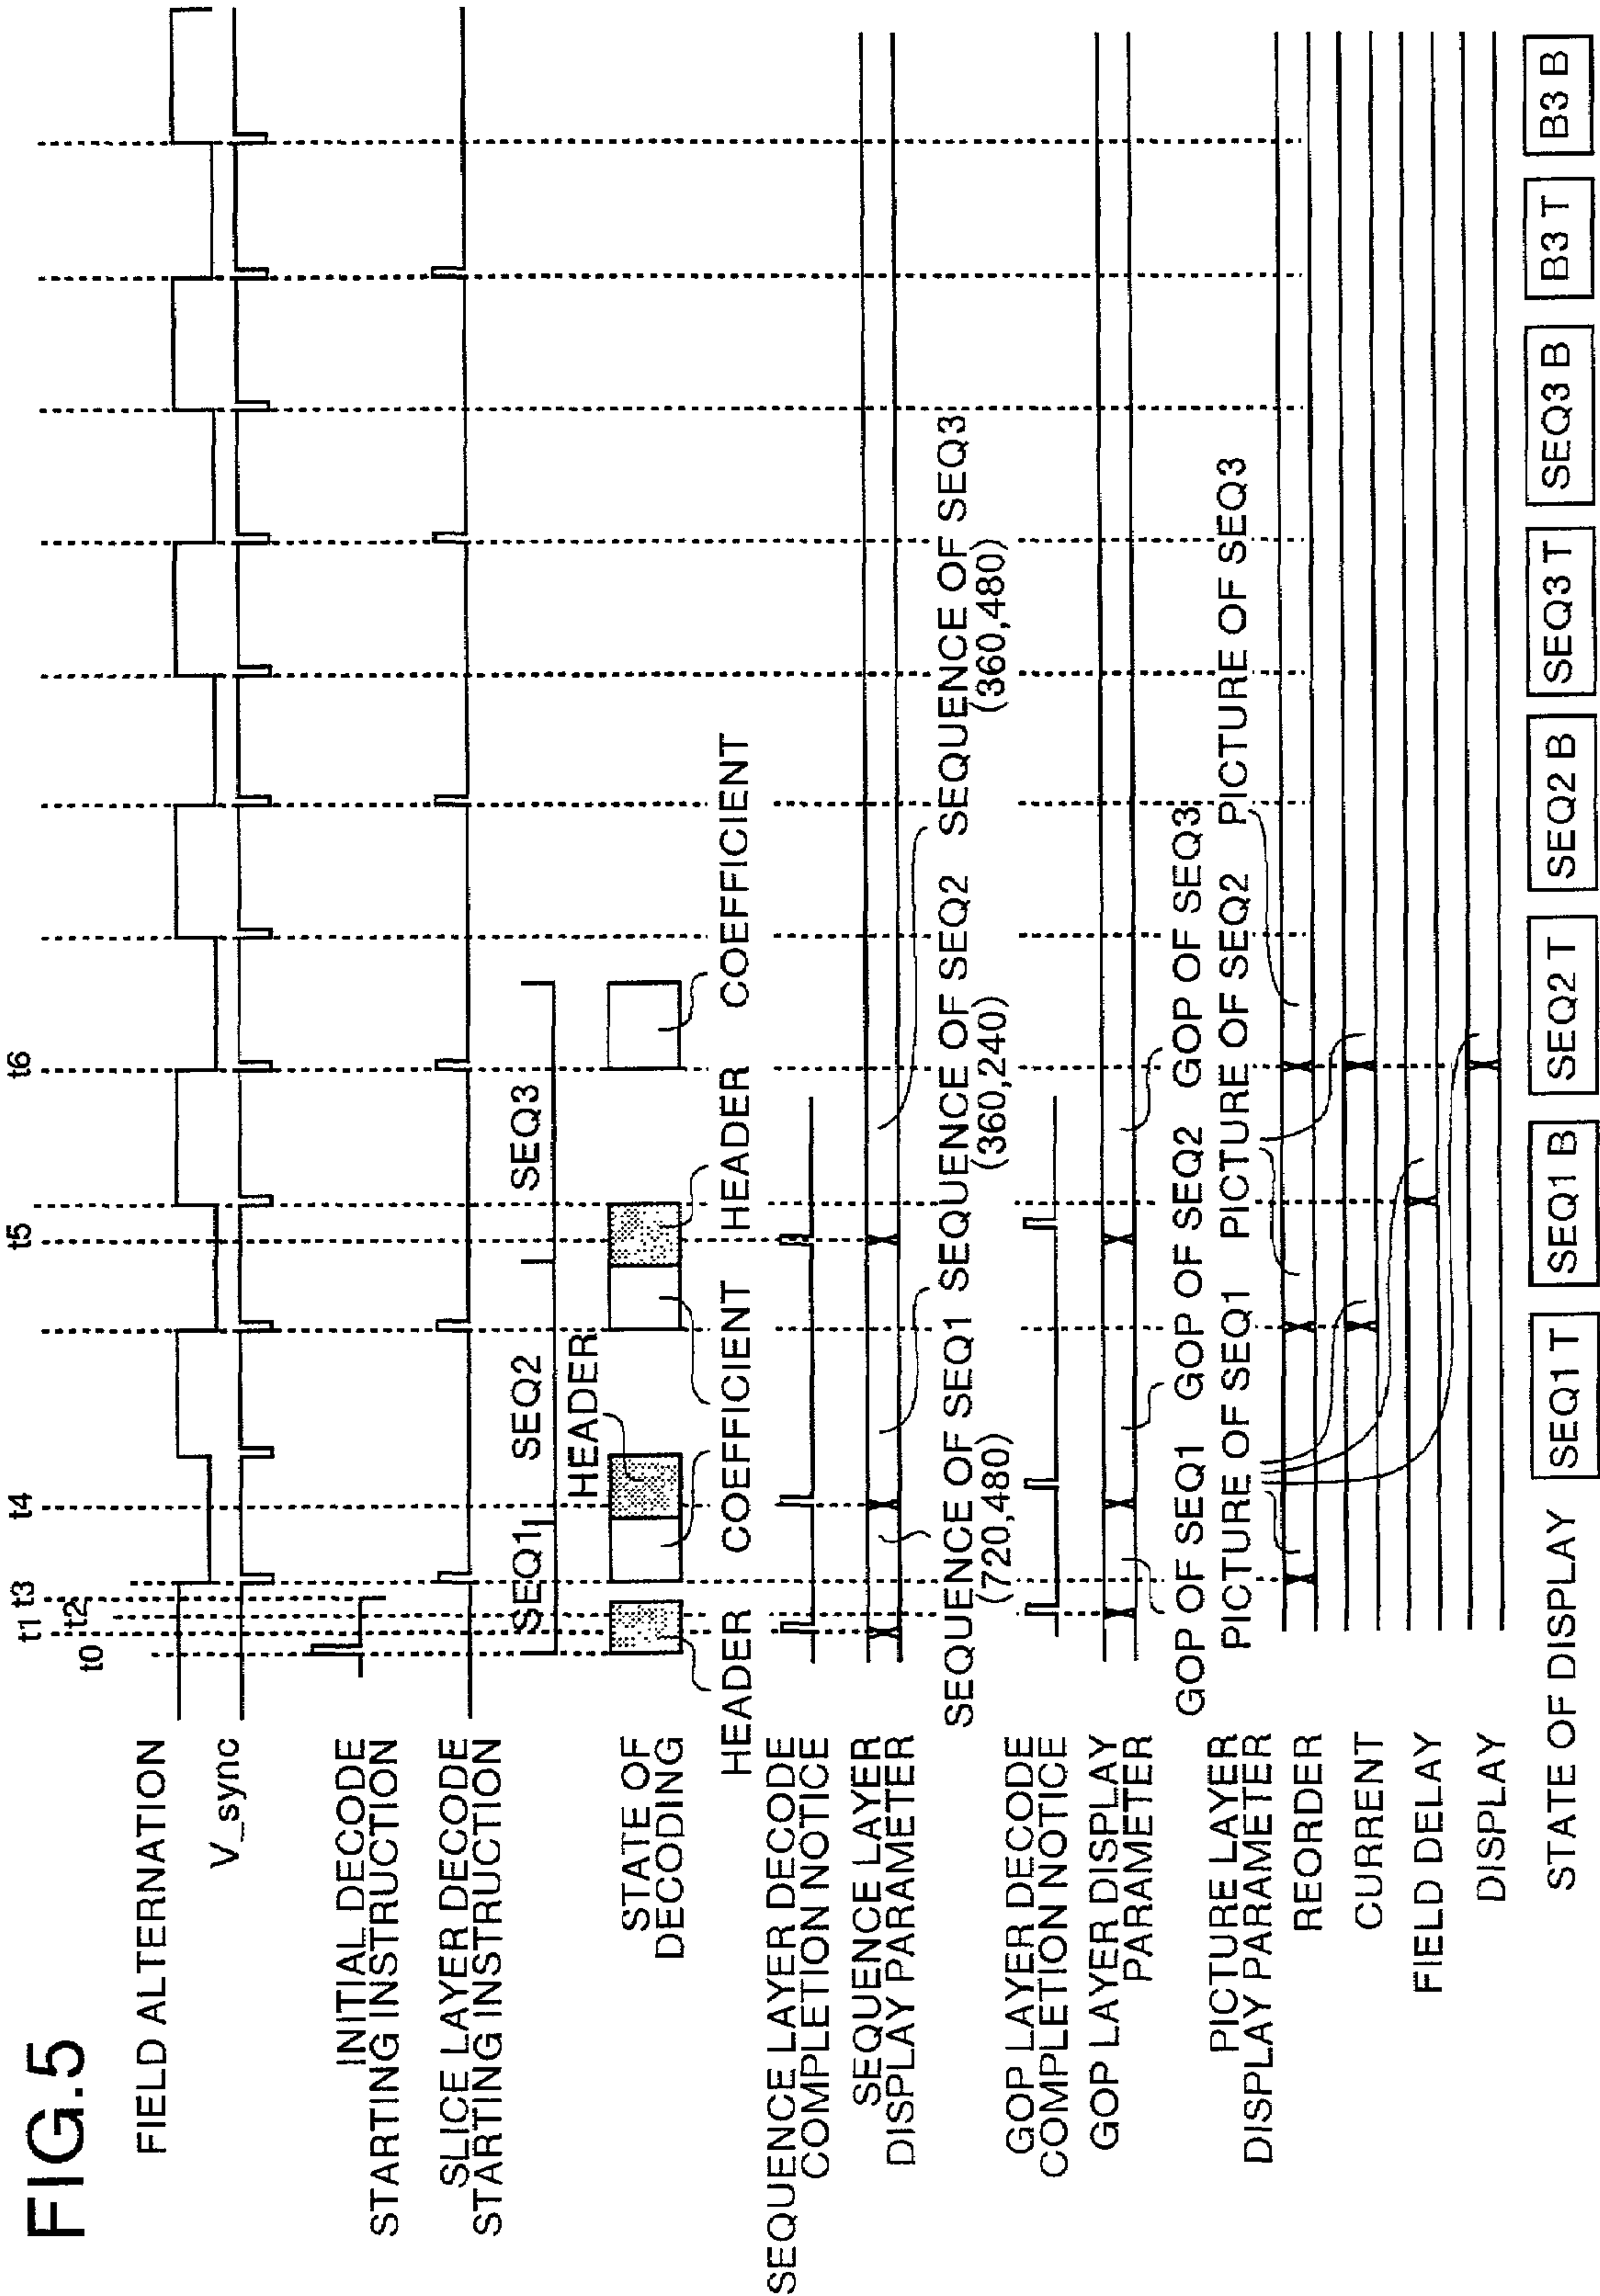 FIG.5
t0
t1
t2
t3
t4
t5
t6
FIELD ALTERNATION
V_sync
INITIAL DECODE
STARTING INSTRUCTION
SLICE LAYER DECODE
STARTING INSTRUCTION
SEQ1
SEQ2
SEQ3
HEADER
STATE OF
DECODING
HEADER
COEFFICIENT
COEFFICIENT
HEADER
COEFFICIENT
SEQUENCE LAYER DECODE
COMPLETION NOTICE
SEQUENCE LAYER
DISPLAY PARAMETER
SEQUENCE OF SEQ1
(720,480)
SEQUENCE OF SEQ2
(360,240)
SEQUENCE OF SEQ3
(360,480)
GOP LAYER DECODE
COMPLETION NOTICE
GOP LAYER DISPLAY
PARAMETER
GOP OF SEQ1
GOP OF SEQ2
GOP OF SEQ3
PICTURE OF SEQ1
PICTURE OF SEQ2
PICTURE OF SEQ2
PICTURE OF SEQ3
PICTURE LAYER
DISPLAY PARAMETER
REORDER
CURRENT
FIELD DELAY
DISPLAY
STATE OF DISPLAY
SEQ1 T
SEQ1 B
SEQ2 T
SEQ2 B
SEQ3 T
SEQ3 B
B3 T
B3 B